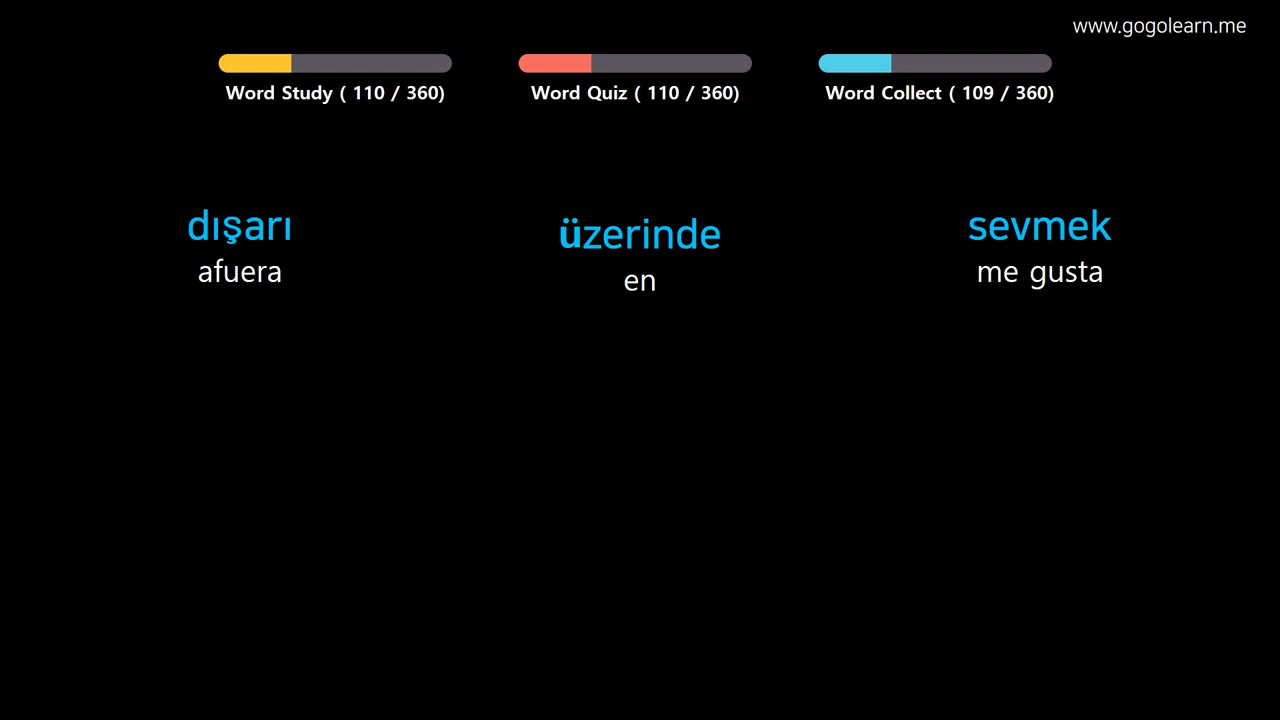 www.gogolearn.me
Word Study ( 110 / 360)
Word Quiz ( 110 / 360)
Word Collect ( 109 / 360)
dışarı
afuera
üzerinde
en
sevmek
me gusta